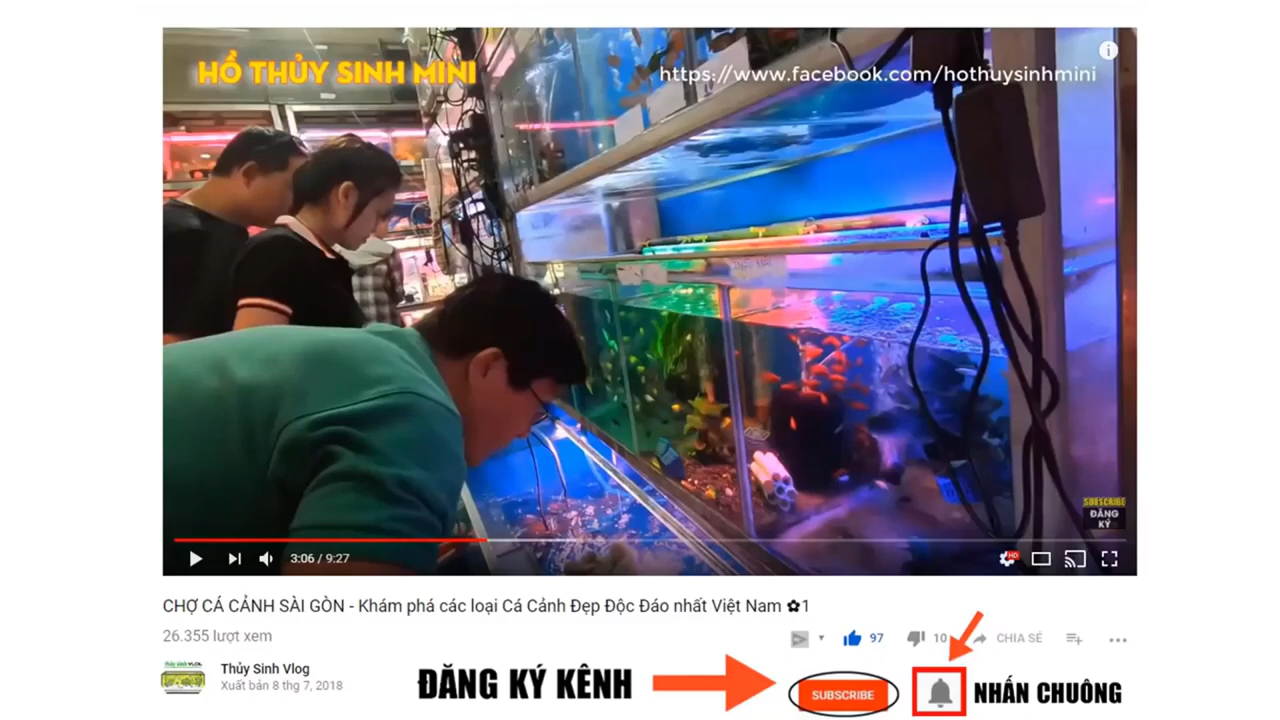 HỒ THỦY SINH MINI
https://www.facebook.com/hothuysinhmini
SUBSCRIBE
ĐĂNG
KÝ
3:06 / 9:27
HD
CHỢ CÁ CẢNH SÀI GÒN - Khám phá các loại Cá Cảnh Đẹp Độc Đáo nhất Việt Nam ✿1
26.355 lượt xem
97
10
CHIA SẺ
Thủy Sinh Vlog
Xuất bản 8 thg 7, 2018
ĐĂNG KÝ KÊNH
SUBSCRIBE
NHẤN CHUÔNG